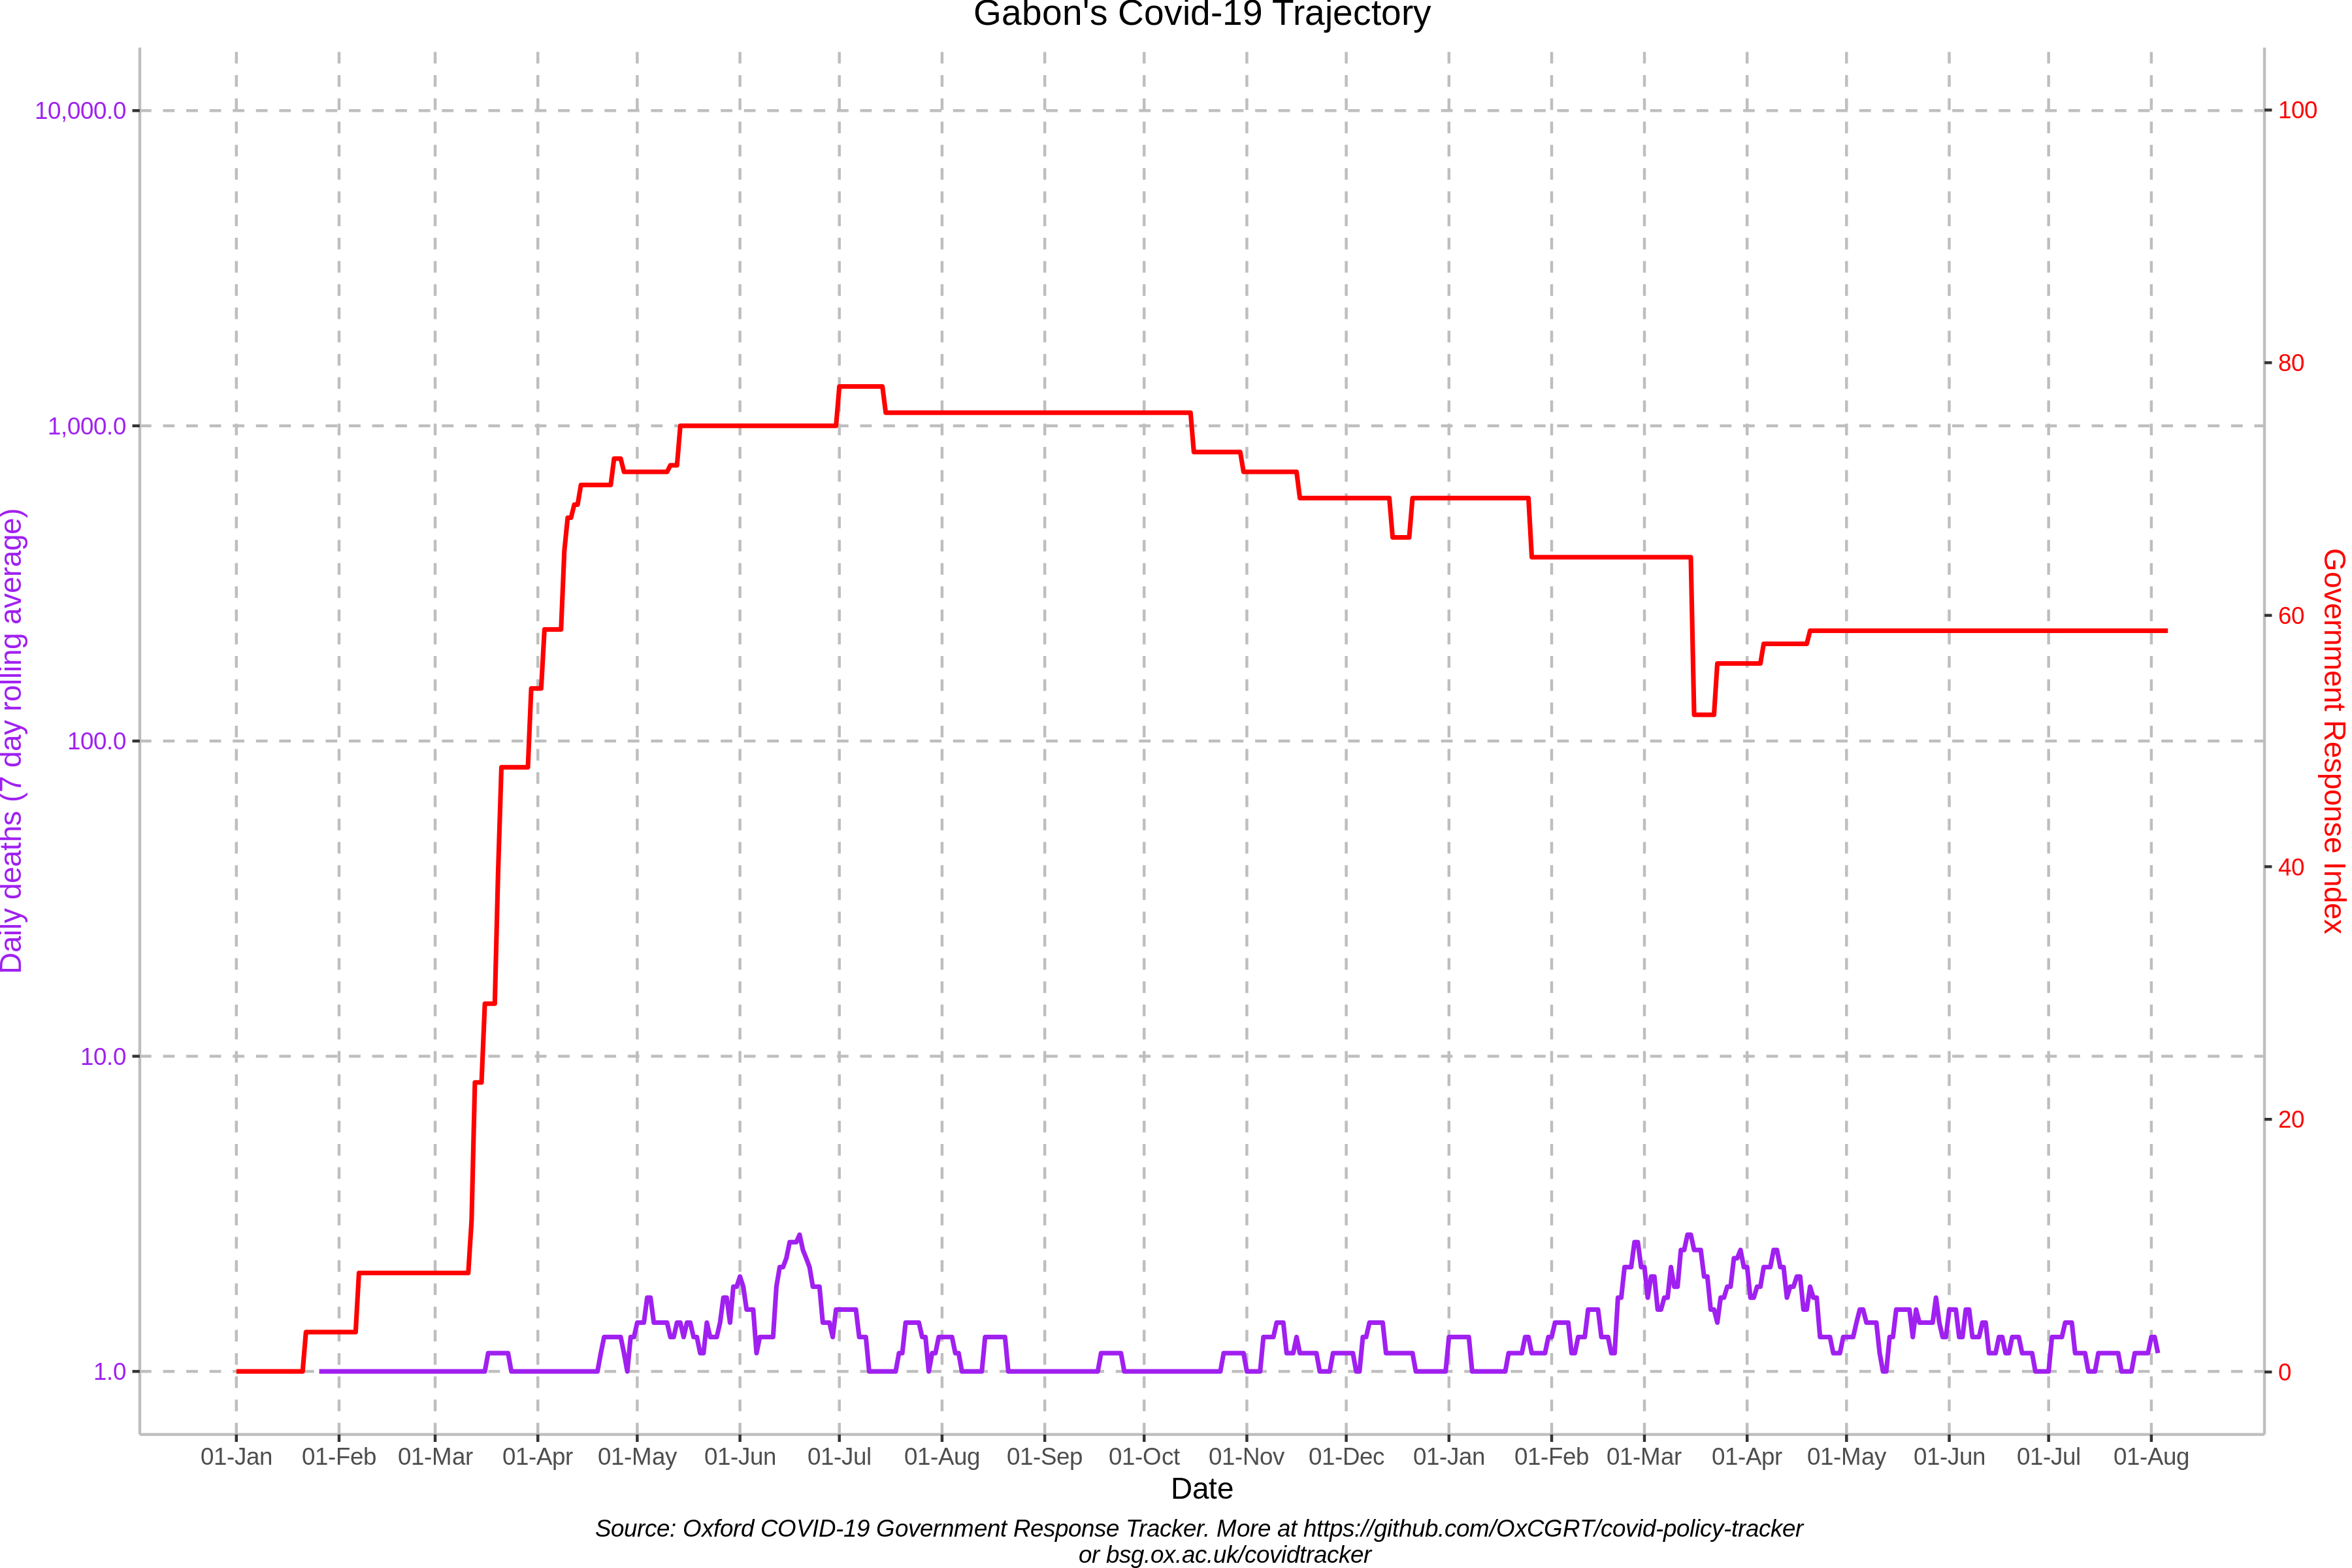 Gabon's Covid-19 Trajectory
10,000.0
1,000.0
100.0
10.0
1.0
Daily deaths (7 day rolling average)
100
80
60
40
20
0
Government Response Index
01-Jan 01-Feb 01-Mar 01-Apr 01-May 01-Jun 01-Jul 01-Aug 01-Sep 01-Oct 01-Nov 01-Dec 01-Jan 01-Feb 01-Mar 01-Apr 01-May 01-Jun 01-Jul 01-Aug
Date
Source: Oxford COVID-19 Government Response Tracker. More at https://github.com/OxCGRT/covid-policy-tracker
or bsg.ox.ac.uk/covidtracker